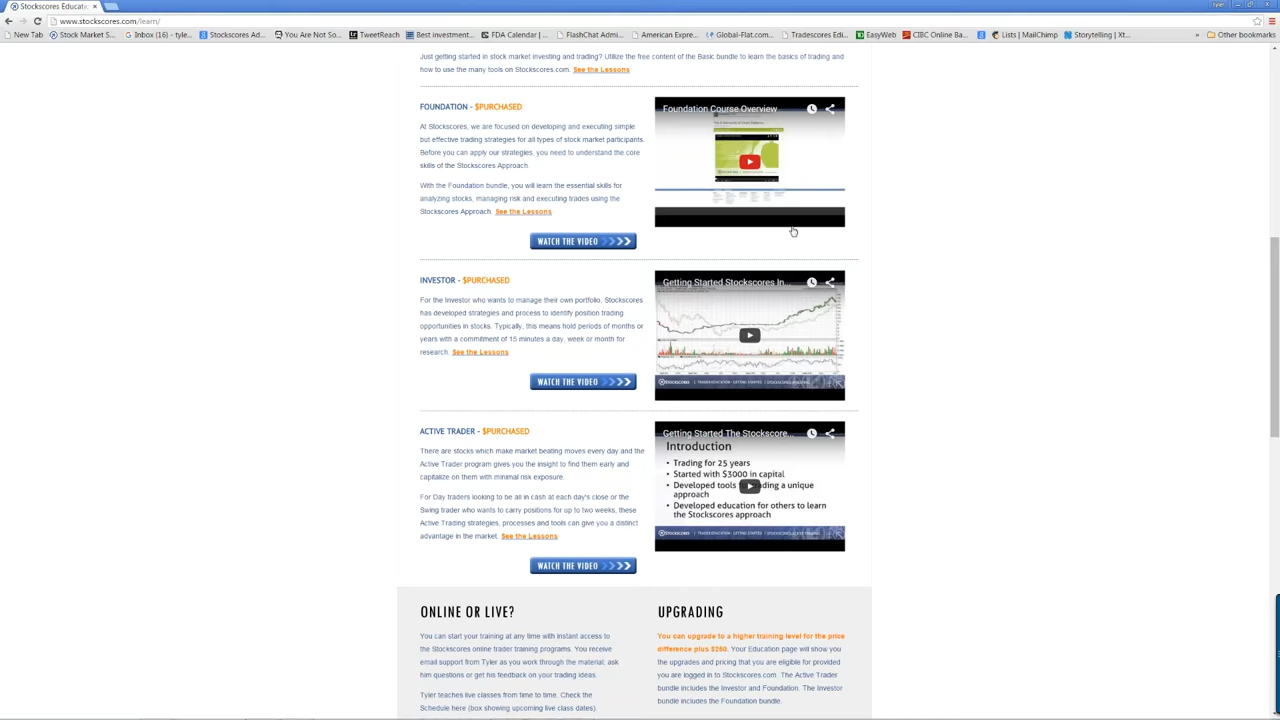 Stockscores Educatio
Tyler
www.stockscores.com/learn/
New Tab
Stock Market S...
Inbox (16) - tyle...
Stockscores Ad...
You Are Not So...
TweetReach
Best investment...
FDA Calendar | ...
FlashChat Admi...
American Expre...
Global-Flat.com...
Tradescores Edi...
EasyWeb
CIBC Online Ba...
Lists | MailChimp
Storytelling | Xt...
»
Other bookmarks
Just getting started in stock market investing and trading? Utilize the free content of the Basic bundle to learn the basics of trading and
how to use the many tools on Stockscores.com. See the Lessons
FOUNDATION - $PURCHASED
At Stockscores, we are focused on developing and executing simple
but effective trading strategies for all types of stock market participants.
Before you can apply our strategies, you need to understand the core
skills of the Stockscores Approach.
With the Foundation bundle, you will learn the essential skills for
analyzing stocks, managing risk and executing trades using the
Stockscores Approach. See the Lessons
WATCH THE VIDEO
Foundation Course Overview
INVESTOR - $PURCHASED
For the Investor who wants to manage their own portfolio, Stockscores
has developed strategies and process to identify position trading
opportunities in stocks. Typically, this means hold periods of months or
years with a commitment of 15 minutes a day, week or month for
research. See the Lessons
WATCH THE VIDEO
Getting Started Stockscores In...
STOCKSCORES | TRADER EDUCATION - GETTING STARTED |
ACTIVE TRADER - $PURCHASED
There are stocks which make market beating moves every day and the
Active Trader program gives you the insight to find them early and
capitalize on them with minimal risk exposure.
For Day traders looking to be all in cash at each day's close or the
Swing trader who wants to carry positions for up to two weeks, these
Active Trading strategies, processes and tools can give you a distinct
advantage in the market. See the Lessons
WATCH THE VIDEO
Getting Started The Stockscore...
Introduction
• Trading for 25 years
• Started with $3000 in capital
• Developed tools ading a unique
approach
• Developed education for others to learn
the Stockscores approach
STOCKSCORES | TRADER EDUCATION - GETTING STARTED |
ONLINE OR LIVE?
You can start your training at any time with instant access to
the Stockscores online trader training programs. You receive
email support from Tyler as you work through the material; ask
him questions or get his feedback on your trading ideas.
Tyler teaches live classes from time to time. Check the
Schedule here (box showing upcoming live class dates).
UPGRADING
You can upgrade to a higher training level for the price
difference plus $250. Your Education page will show you
the upgrades and pricing that you are eligible for provided
you are logged in to Stockscores.com. The Active Trader
bundle includes the Investor and Foundation. The Investor
bundle includes the Foundation bundle.